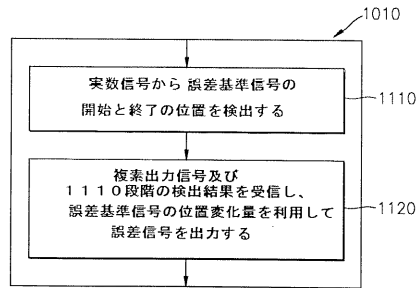 1010
実数信号から誤差基準信号の
開始と終了の位置を検出する
1110
複素出力信号及び
1110段階の検出結果を受信し、
誤差基準信号の位置変化量を利用して
誤差信号を出力する
1120